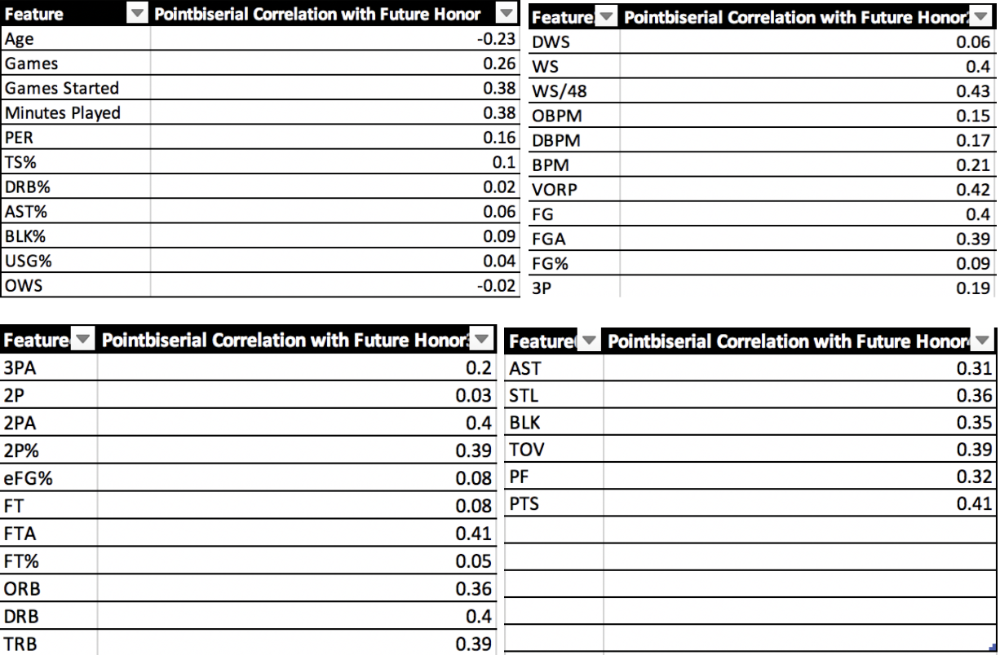 Feature Pointbiserial Correlation with Future Honor
Age -0.23
Games 0.26
Games Started 0.38
Minutes Played 0.38
PER 0.16
TS% 0.1
DRB% 0.02
AST% 0.06
BLK% 0.09
USG% 0.04
OWS -0.02
Feature Pointbiserial Correlation with Future Honor
DWS 0.06
WS 0.4
WS/48 0.43
OBPM 0.15
DBPM 0.17
BPM 0.21
VORP 0.42
FG 0.4
FGA 0.39
FG% 0.09
3P 0.19
Feature Pointbiserial Correlation with Future Honor
3PA 0.2
2P 0.03
2PA 0.4
2P% 0.39
eFG% 0.08
FT 0.08
FTA 0.41
FT% 0.05
ORB 0.36
DRB 0.4
TRB 0.39
Feature Pointbiserial Correlation with Future Honor
AST 0.31
STL 0.36
BLK 0.35
TOV 0.39
PF 0.32
PTS 0.41